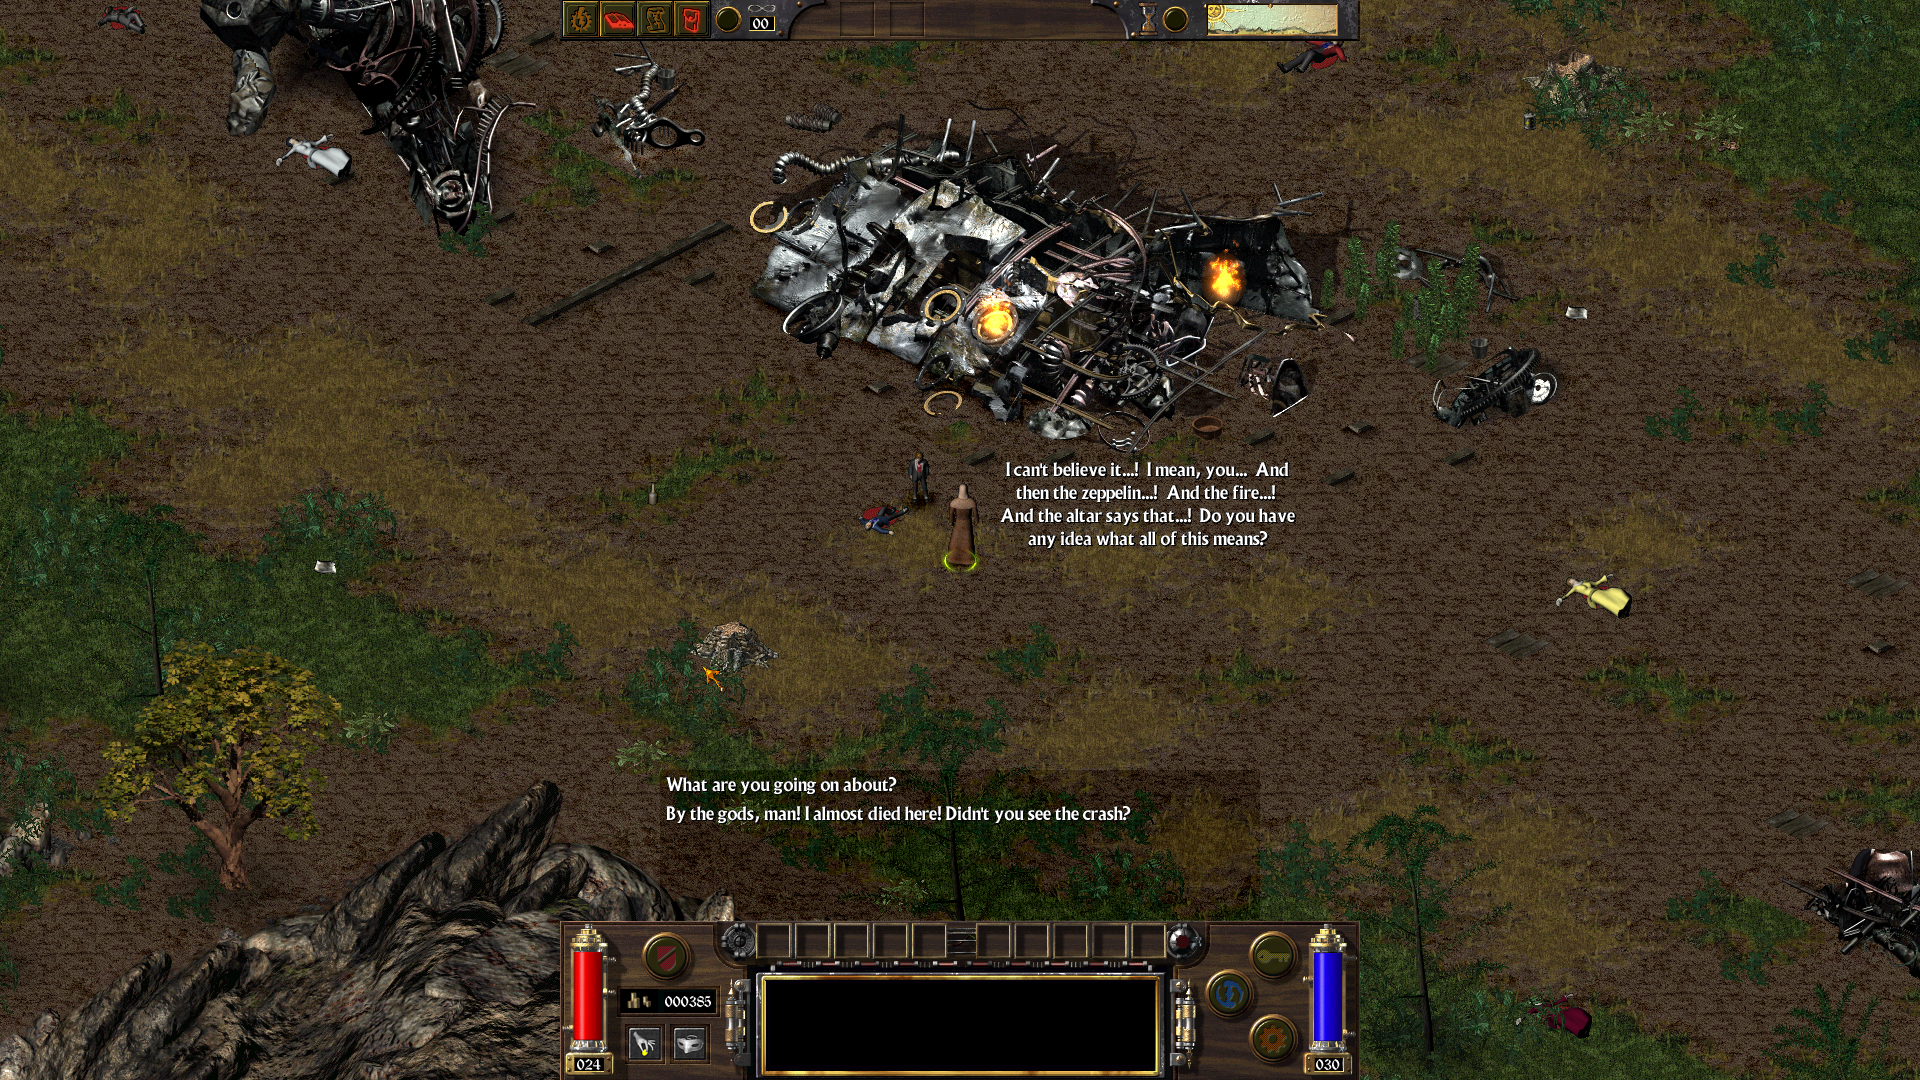 00
I can't believe it...! I mean, you... And
then the zeppelin...! And the fire...!
And the altar says that...! Do you have
any idea what all of this means?
What are you going on about?
By the gods, man! I almost died here! Didn't you see the crash?
000385
024
030